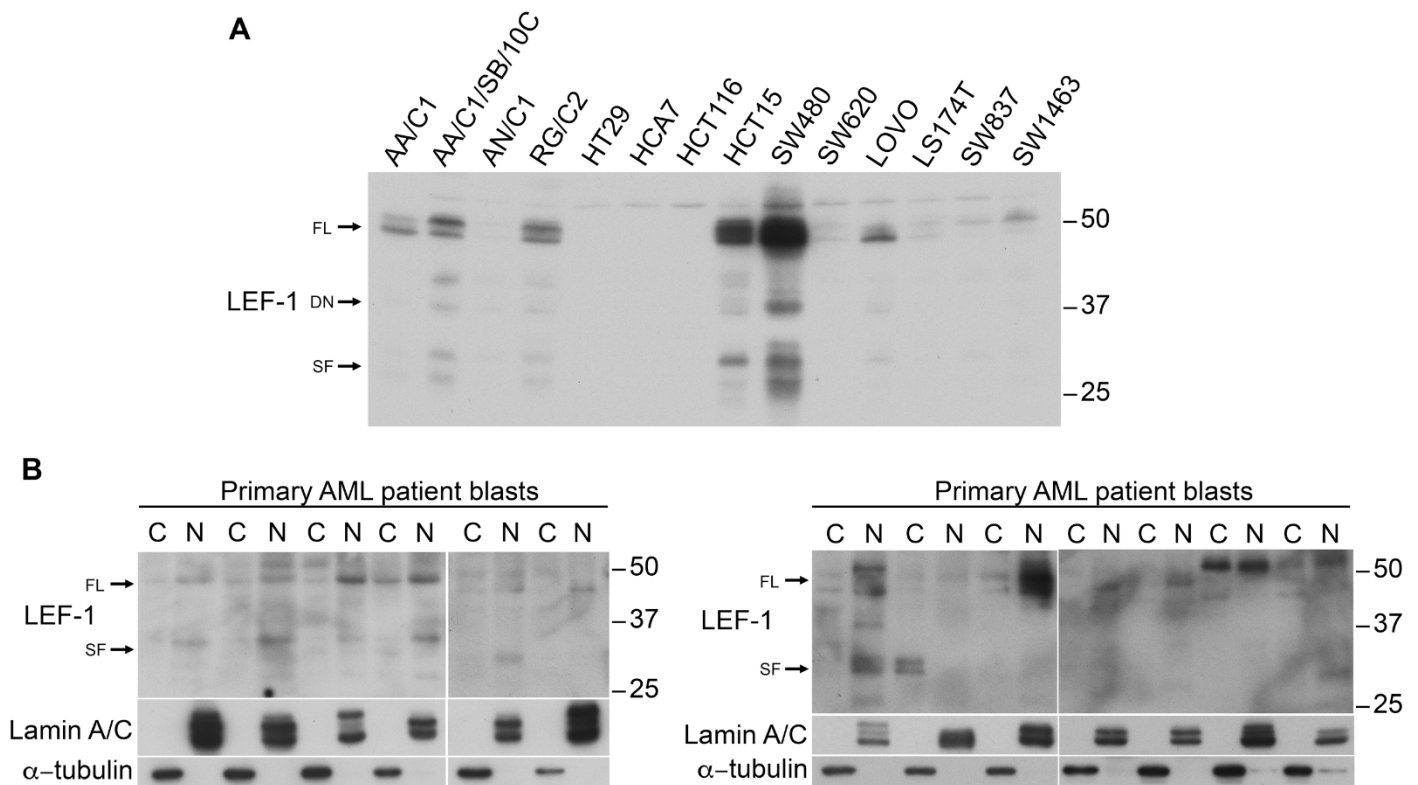 A
AA/C1 AA/C1/SB/10C AN/C1 RG/C2 HT29 HCA7 HCT116 HCT15 SW480 SW620 LOVO LS174T SW837 SW1463
FL
–50
LEF-1 DN
–37
SF
–25
B
Primary AML patient blasts
C N C N C N C N C N C N
–50
FL
LEF-1
–37
SF
–25
Lamin A/C
α–tubulin
Primary AML patient blasts
C N C N C N C N C N C N C N
–50
FL
LEF-1
–37
SF
–25
Lamin A/C
α–tubulin